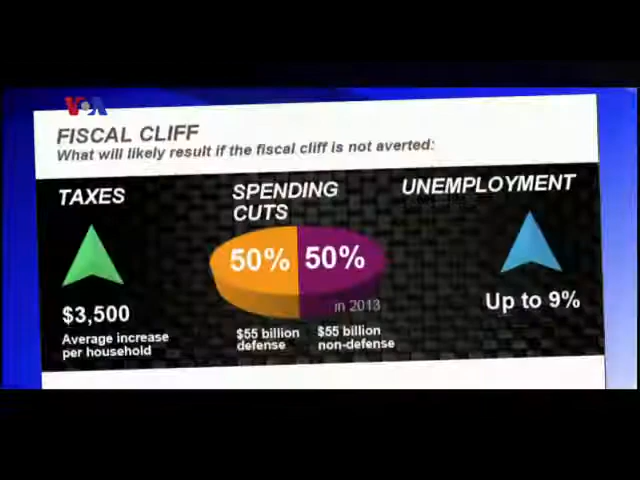 VOA
FISCAL CLIFF
What will likely result if the fiscal cliff is not averted:
TAXES
$3,500
Average increase
per household
SPENDING
CUTS
50%
50%
in 2013
$55 billion
defense
$55 billion
non-defense
UNEMPLOYMENT
Up to 9%